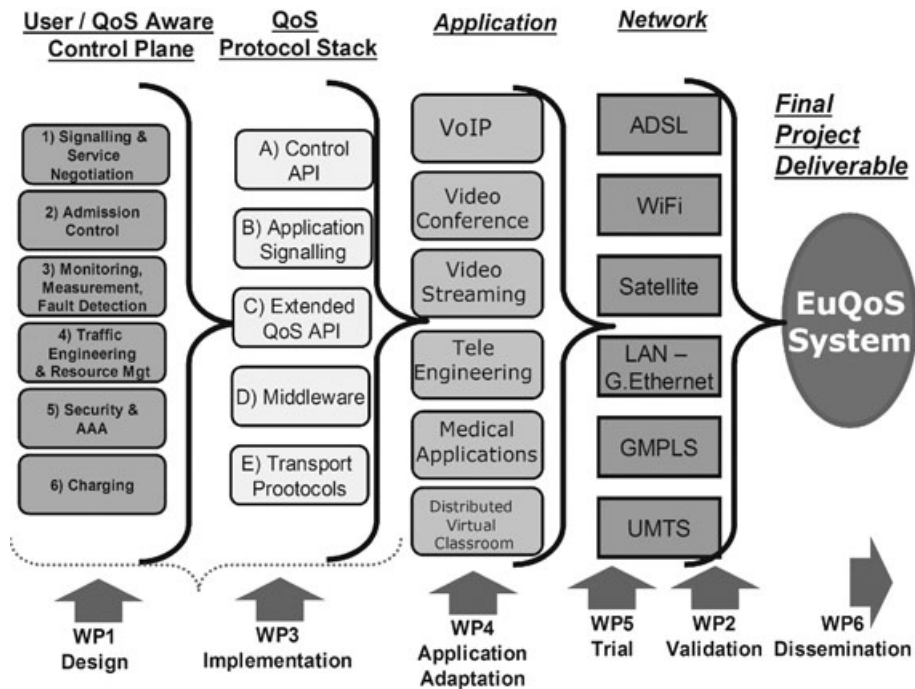 User / QoS Aware
Control Plane
1) Signalling &
Service
Negotiation
2) Admission
Control
3) Monitoring,
Measurement,
Fault Detection
4) Traffic
Engineering
& Resource Mgt
5) Security &
AAA
6) Charging
QoS
Protocol Stack
A) Control
API
B) Application
Signalling
C) Extended
QoS API
D) Middleware
E) Transport
Prootocols
Application
VoIP
Video
Conference
Video
Streaming
Tele
Engineering
Medical
Applications
Distributed
Virtual
Classroom
Network
ADSL
WiFi
Satellite
LAN –
G.Ethernet
GMPLS
UMTS
Final
Project
Deliverable
EuQoS
System
WP1
Design
WP3
Implementation
WP4
Application
Adaptation
WP5
Trial
WP2
Validation
WP6
Dissemination